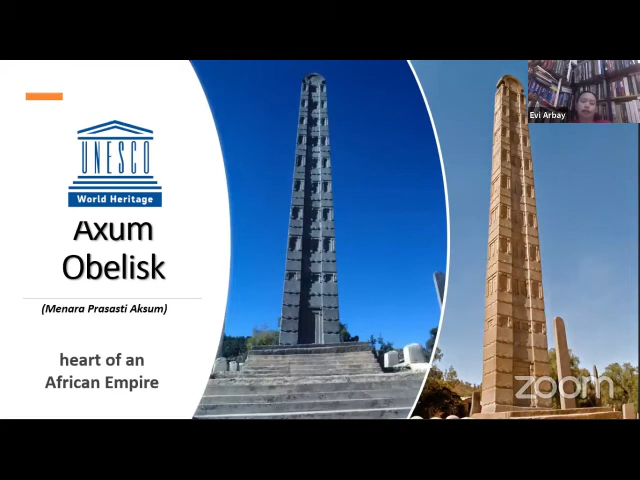 UNESCO
World Heritage
Axum
Obelisk
(Menara Prasasti Aksum)
heart of an
African Empire
Evi Arbay
zoom